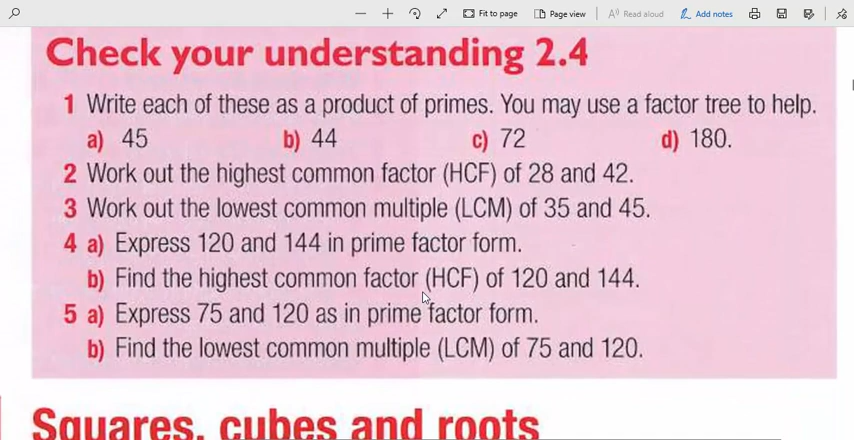 Fit to page Page view Read aloud Add notes
Check your understanding 2.4
1 Write each of these as a product of primes. You may use a factor tree to help.
a) 45 b) 44 c) 72 d) 180.
2 Work out the highest common factor (HCF) of 28 and 42.
3 Work out the lowest common multiple (LCM) of 35 and 45.
4 a) Express 120 and 144 in prime factor form.
b) Find the highest common factor (HCF) of 120 and 144.
5 a) Express 75 and 120 as in prime factor form.
b) Find the lowest common multiple (LCM) of 75 and 120.
Squares, cubes and roots